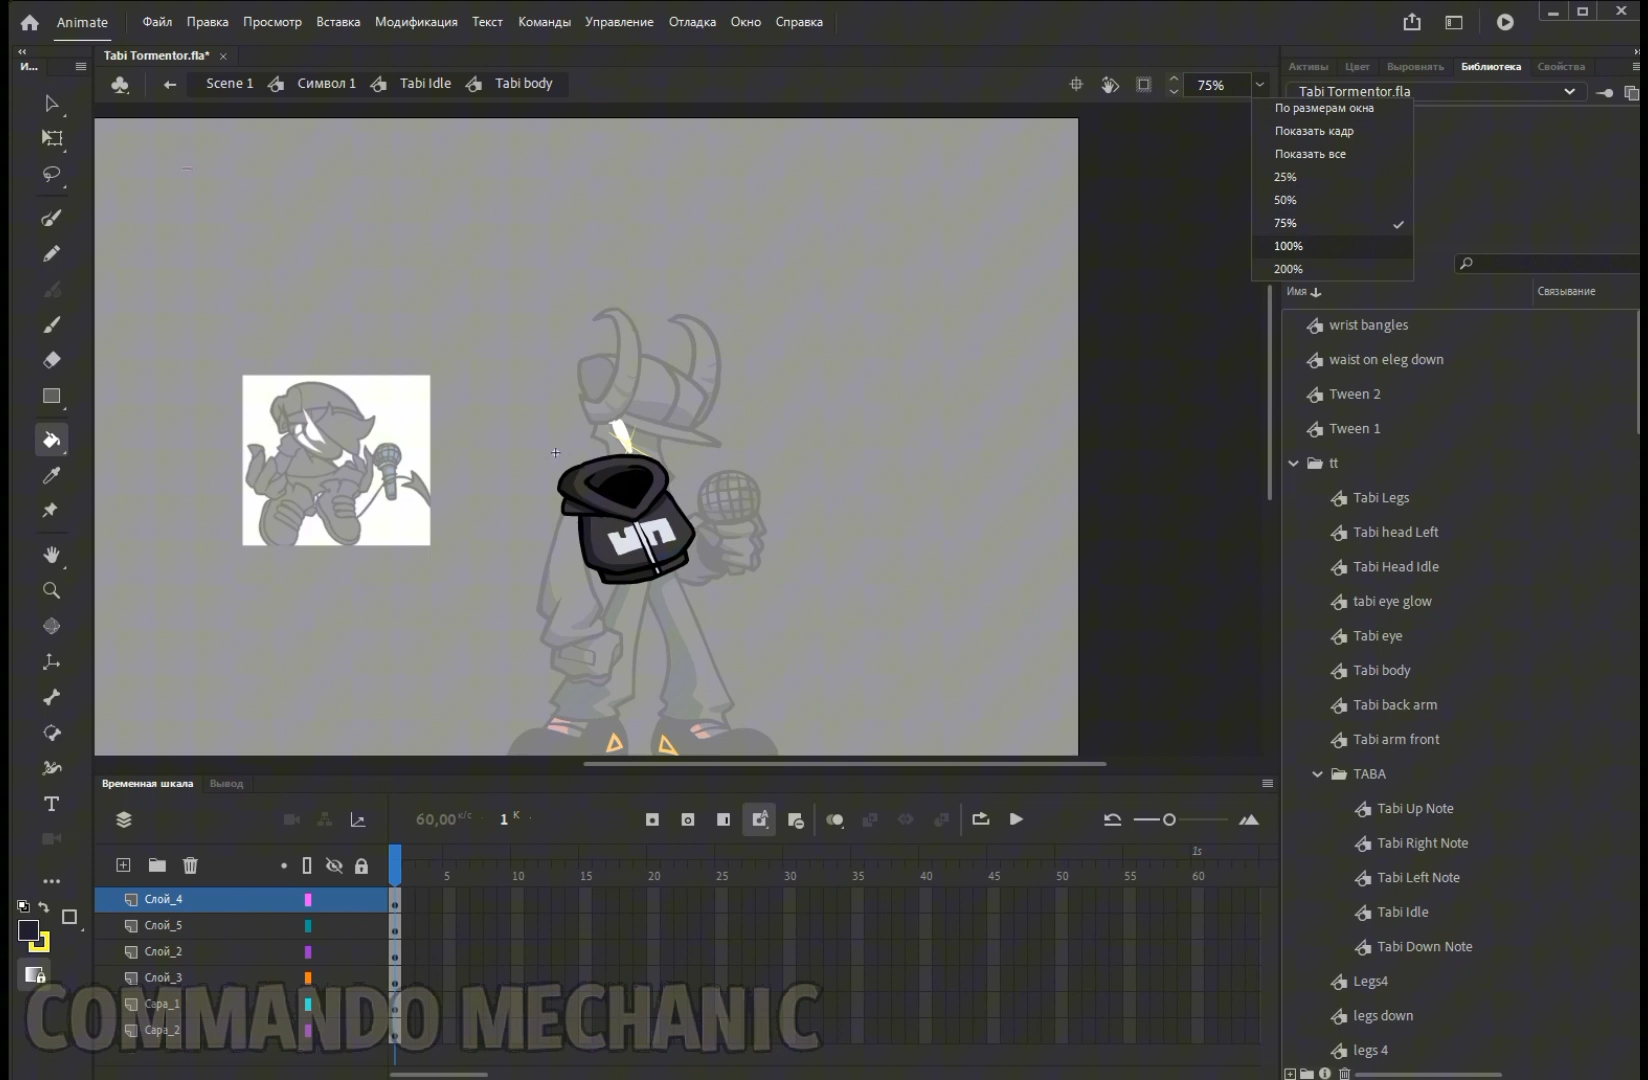 Animate Файл Правка Просмотр Вставка Модификация Текст Команды Управление Отладка Окно Справка
И... Tabi Tormentor.fla* Активы Цвет Выровнять Библиотека Свойства
Scene 1 Символ 1 Tabi Idle Tabi body 75% Tabi Tormentor.fla
По размерам окна
Показать кадр
Показать все
25%
50%
75%
100%
200%
Имя Связывание
wrist bangles
waist on eleg down
Tween 2
Tween 1
tt
Tabi Legs
Tabi head Left
Tabi Head Idle
tabi eye glow
Tabi eye
Tabi body
Tabi back arm
Tabi arm front
TABA
Tabi Up Note
Tabi Right Note
Tabi Left Note
Tabi Idle
Tabi Down Note
Legs4
legs down
legs 4
Временная шкала Вывод
60,00 к/с 1 К
1s
5 10 15 20 25 30 35 40 45 50 55 60
Слой_4
Слой_5
Слой_2
Слой_3
Capa_1
Capa_2
COMMANDO MECHANIC